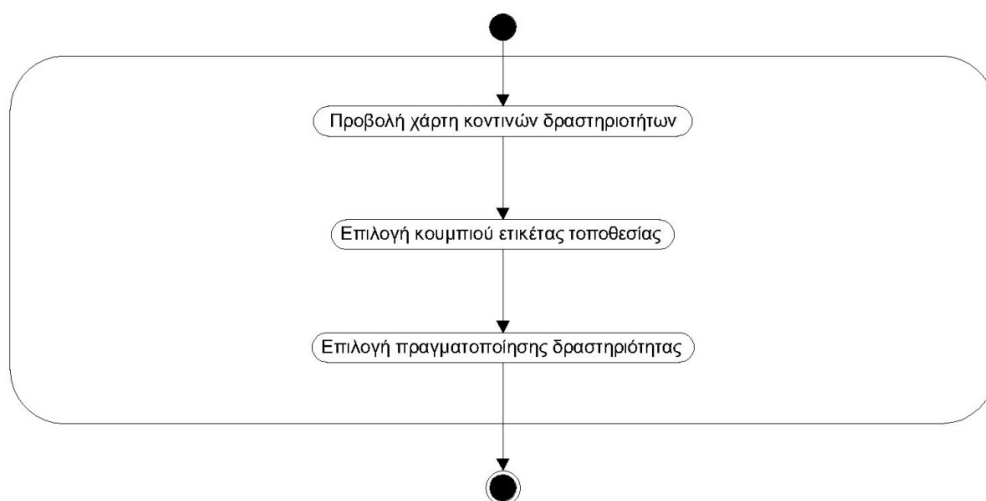 Προβολή χάρτη κοντινών δραστηριοτήτων
Επιλογή κουμπιού ετικέτας τοποθεσίας
Επιλογή πραγματοποίησης δραστηριότητας